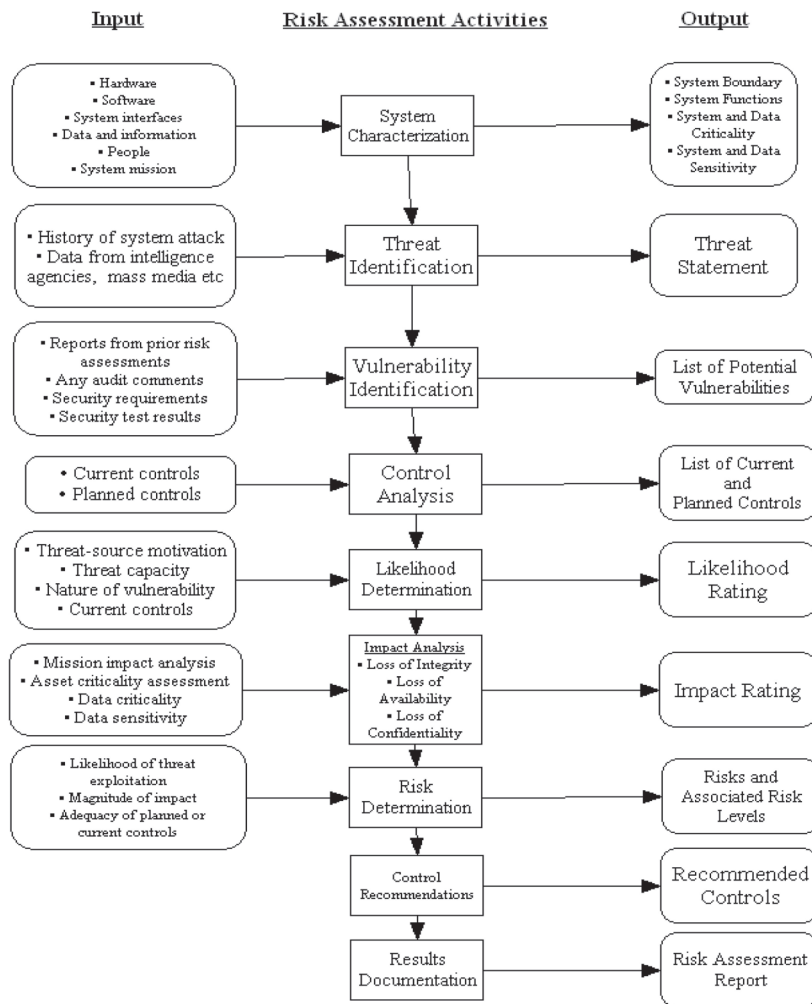 Input
Risk Assessment Activities
Output
▪ Hardware
▪ Software
▪ System interfaces
▪ Data and information
▪ People
▪ System mission
System
Characterization
▪ System Boundary
▪ System Functions
▪ System and Data
Criticality
▪ System and Data
Sensitivity
▪ History of system attack
▪ Data from intelligence
agencies, mass media etc
Threat
Identification
Threat
Statement
▪ Reports from prior risk
assessments
▪ Any audit comments
▪ Security requirements
▪ Security test results
Vulnerability
Identification
List of Potential
Vulnerabilities
• Current controls
• Planned controls
Control
Analysis
List of Current
and
Planned Controls
▪ Threat-source motivation
▪ Threat capacity
▪ Nature of vulnerability
▪ Current controls
Likelihood
Determination
Likelihood
Rating
▪ Mission impact analysis
▪ Asset criticality assessment
▪ Data criticality
▪ Data sensitivity
Impact Analysis
▪ Loss of Integrity
▪ Loss of
Availability
▪ Loss of
Confidentiality
Impact Rating
▪ Likelihood of threat
exploitation
▪ Magnitude of impact
▪ Adequacy of planned or
current controls
Risk
Determination
Risks and
Associated Risk
Levels
Control
Recommendations
Recommended
Controls
Results
Documentation
Risk Assessment
Report